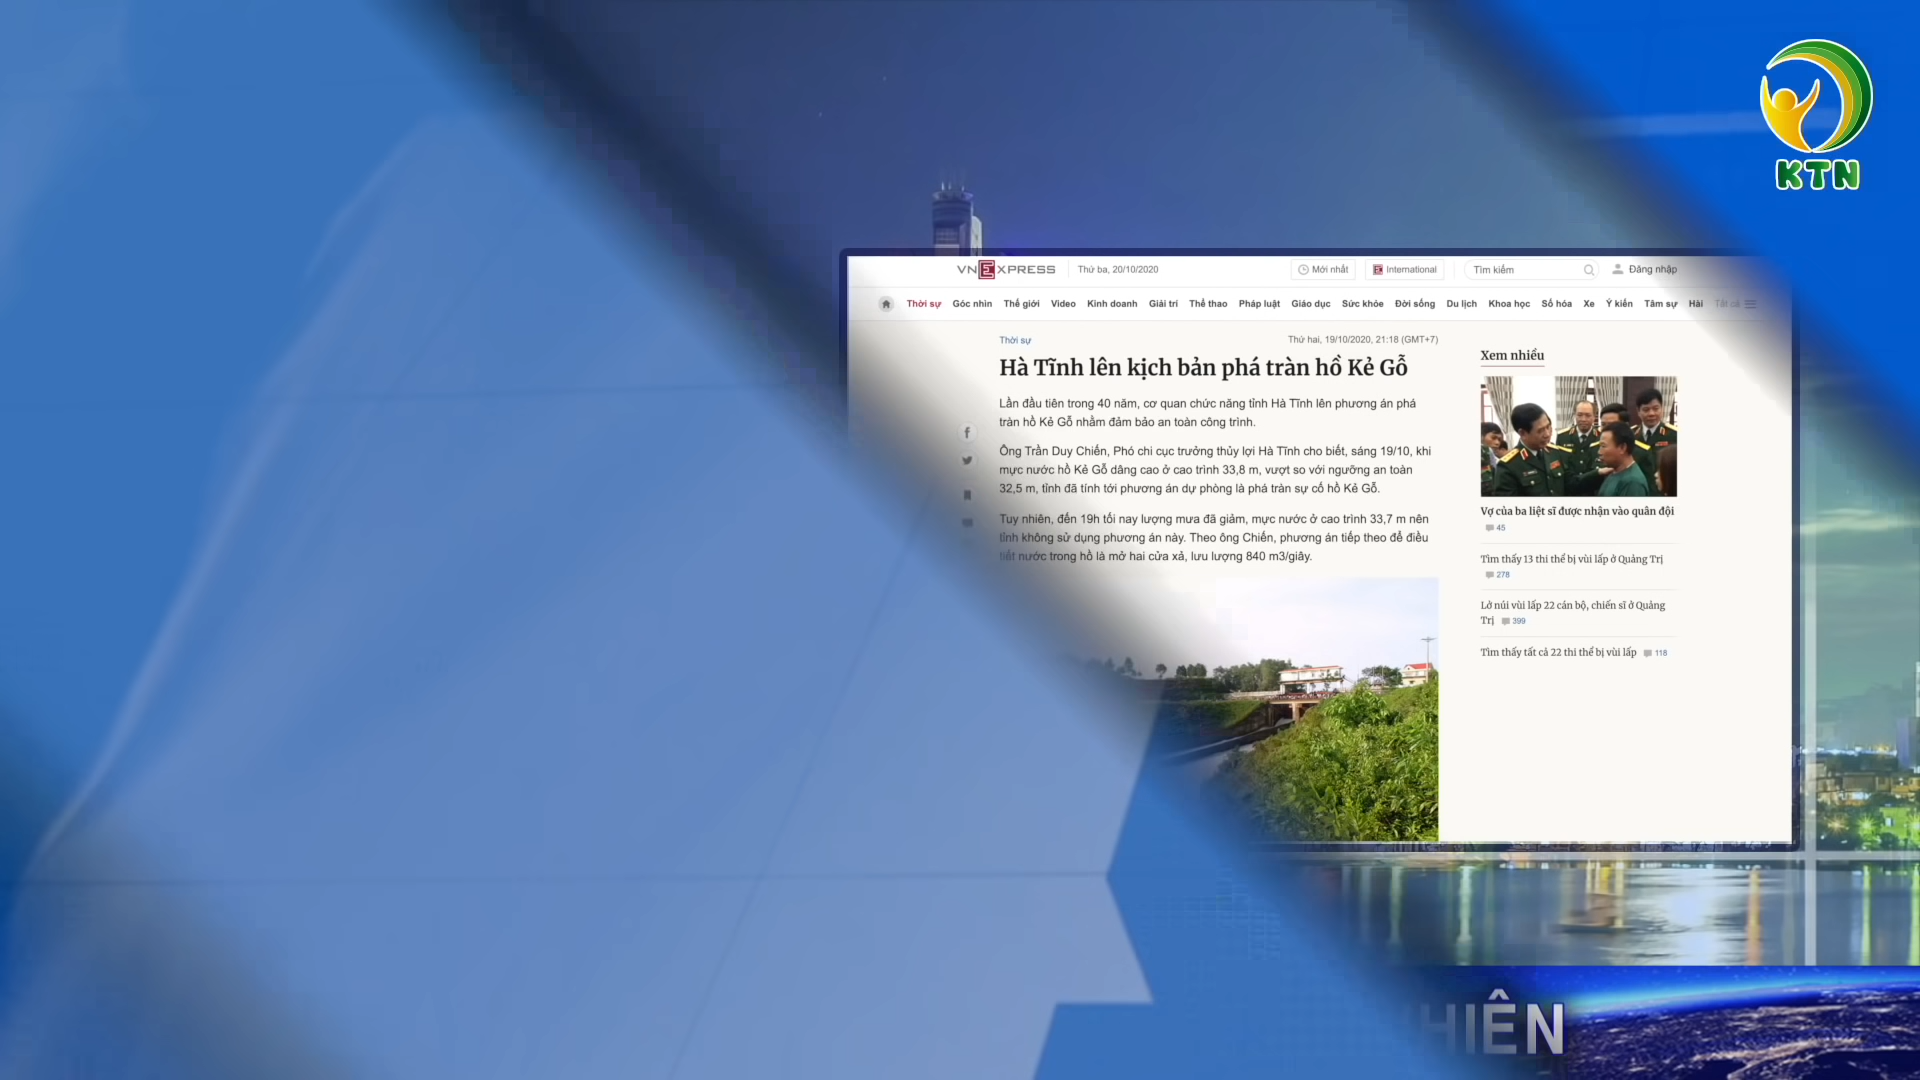 KTN
VNEXPRESS
Thứ ba, 20/10/2020
Mới nhất
International
Tìm kiếm
Đăng nhập
Thời sự Góc nhìn Thế giới Video Kinh doanh Giải trí Thể thao Pháp luật Giáo dục Sức khỏe Đời sống Du lịch Khoa học Số hóa Xe Ý kiến Tâm sự Hài Tất cả
Thời sự
Thứ hai, 19/10/2020, 21:18 (GMT+7)
Hà Tĩnh lên kịch bản phá tràn hồ Kẻ Gỗ
Lần đầu tiên trong 40 năm, cơ quan chức năng tỉnh Hà Tĩnh lên phương án phá
tràn hồ Kẻ Gỗ nhằm đảm bảo an toàn công trình.
Ông Trần Duy Chiến, Phó chi cục trưởng thủy lợi Hà Tĩnh cho biết, sáng 19/10, khi
mực nước hồ Kẻ Gỗ dâng cao ở cao trình 33,8 m, vượt so với ngưỡng an toàn
32,5 m, tỉnh đã tính tới phương án dự phòng là phá tràn sự cố hồ Kẻ Gỗ.
Tuy nhiên, đến 19h tối nay lượng mưa đã giảm, mực nước ở cao trình 33,7 m nên
tỉnh không sử dụng phương án này. Theo ông Chiến, phương án tiếp theo để điều
tiết nước trong hồ là mở hai cửa xả, lưu lượng 840 m3/giây.
Xem nhiều
Vợ của ba liệt sĩ được nhận vào quân đội
45
Tìm thấy 13 thi thể bị vùi lấp ở Quảng Trị
278
Lở núi vùi lấp 22 cán bộ, chiến sĩ ở Quảng
Trị 399
Tìm thấy tất cả 22 thi thể bị vùi lấp 118
HIÊN